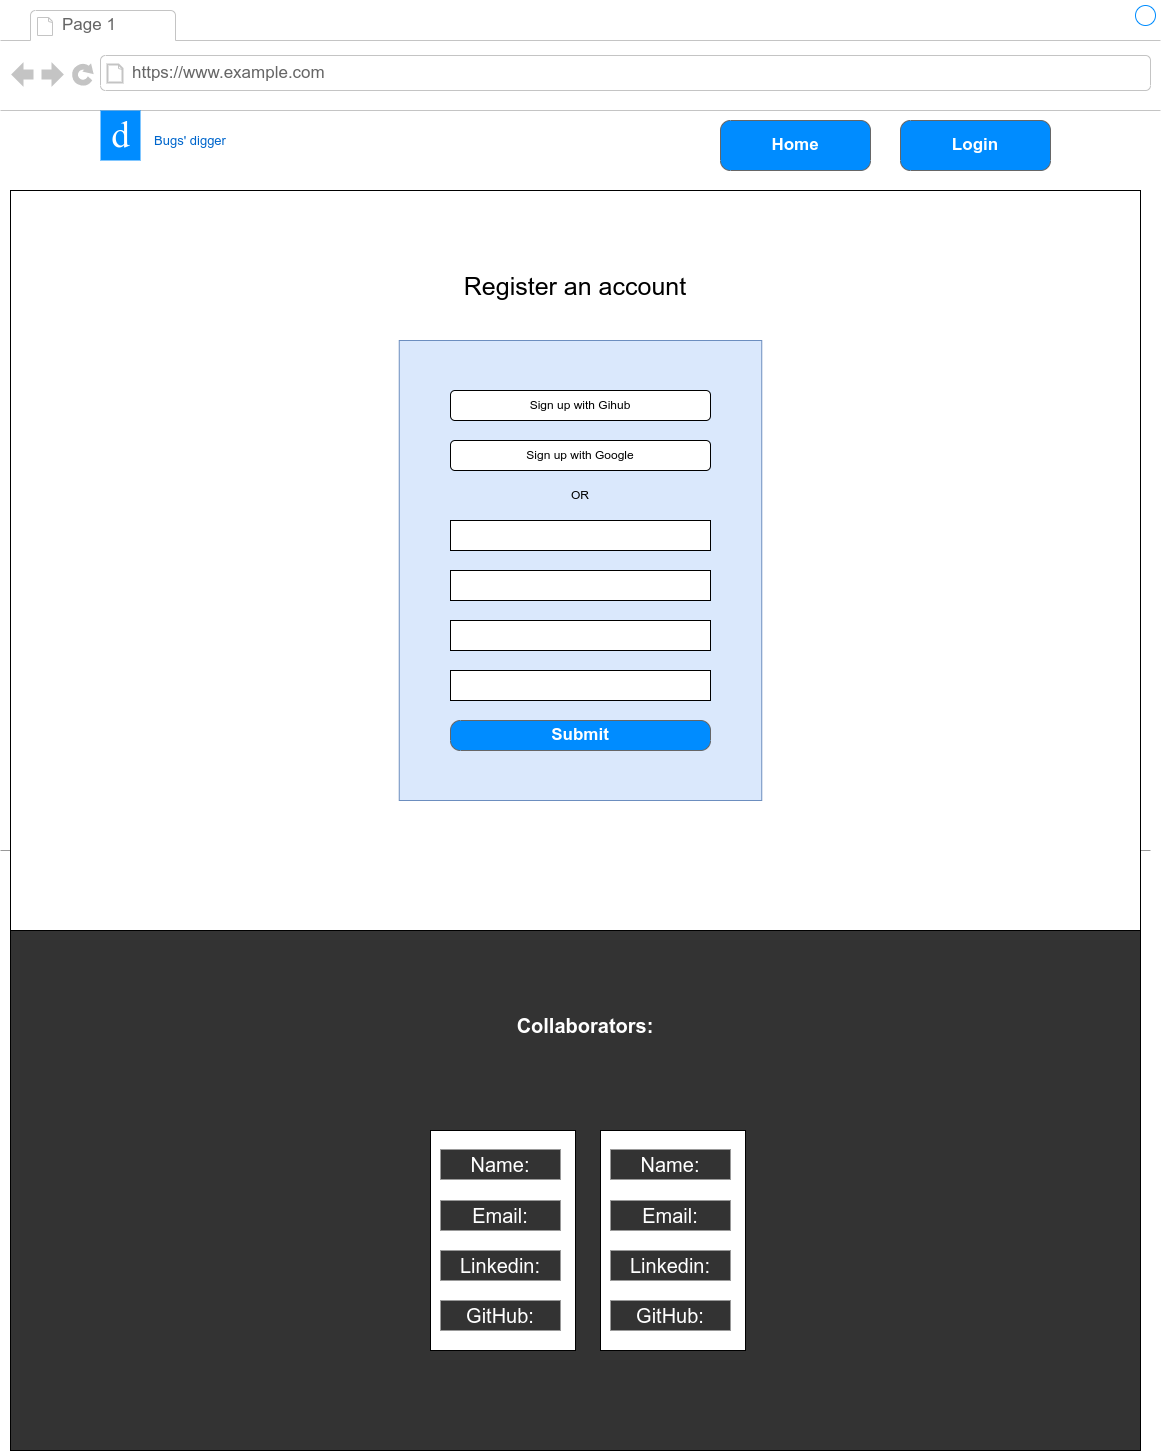 Page 1
https://www.example.com
d
Bugs' digger
Home
Login
Register an account
Sign up with Gihub
Sign up with Google
OR
Submit
Collaborators:
Name:
Email:
Linkedin:
GitHub:
Name:
Email:
Linkedin:
GitHub: